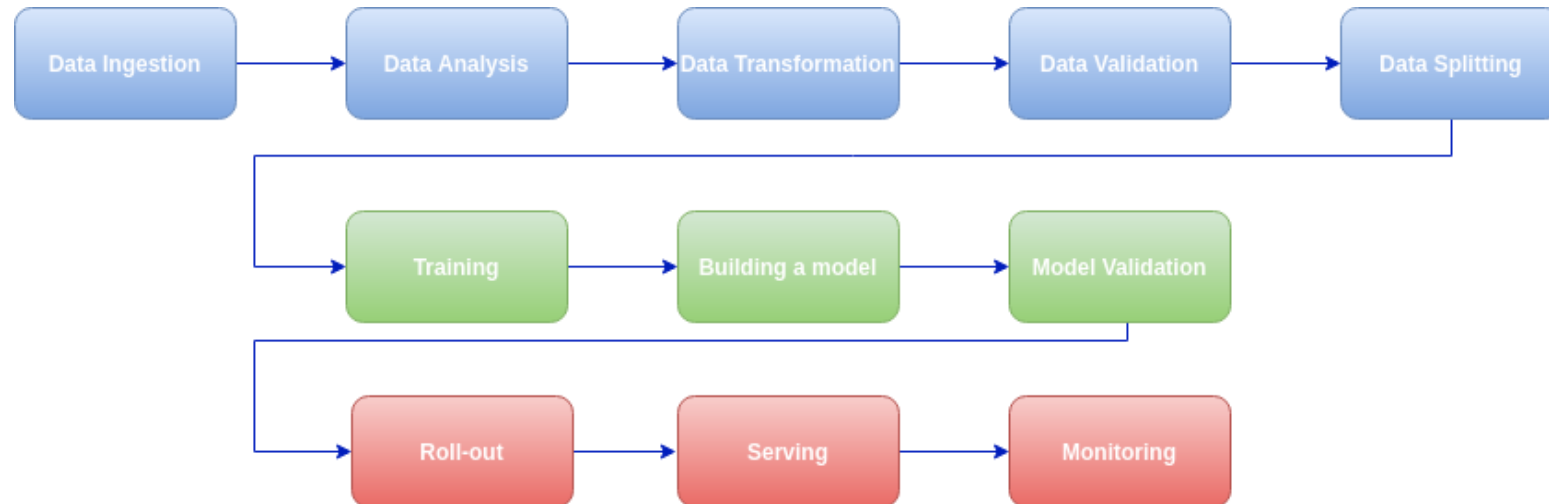 Data Ingestion
Data Analysis
Data Transformation
Data Validation
Data Splitting
Training
Building a model
Model Validation
Roll-out
Serving
Monitoring